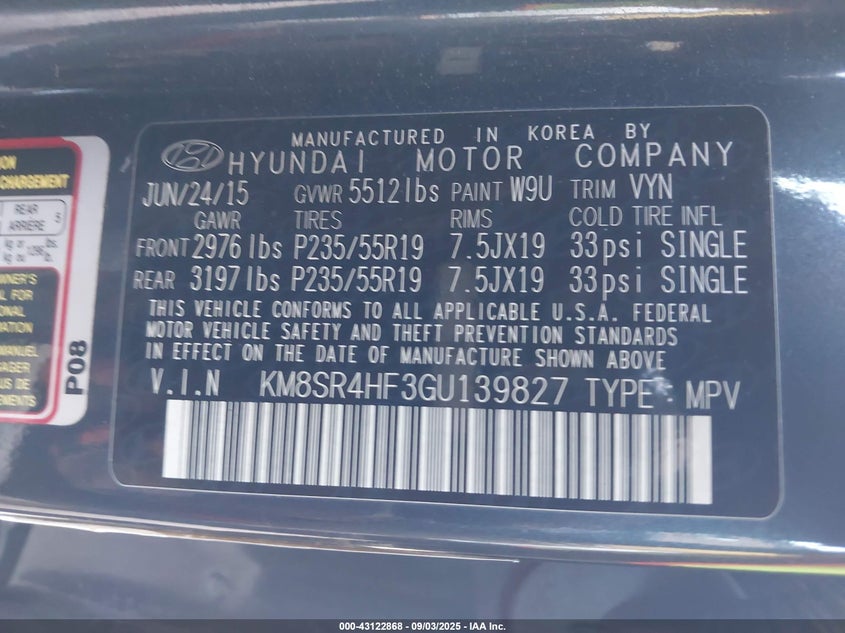 MANUFACTURED IN KOREA BY
HYUNDAI MOTOR COMPANY
JUN/24/15 GVWR 5512lbs PAINT W9U TRIM VYN
GAWR TIRES RIMS COLD TIRE INFL
FRONT 2976lbs P235/55R19 7.5JX19 33psi SINGLE
REAR 3197lbs P235/55R19 7.5JX19 33psi SINGLE
THIS VEHICLE CONFORMS TO ALL APPLICABLE U.S.A. FEDERAL
MOTOR VEHICLE SAFETY AND THEFT PREVENTION STANDARDS
IN EFFECT ON THE DATE OF MANUFACTURE SHOWN ABOVE
V.I.N KM8SR4HF3GU139827 TYPE : MPV
REAR 5
ARRIÈRE
P08
000-43122868 - 09/03/2025 - IAA Inc.